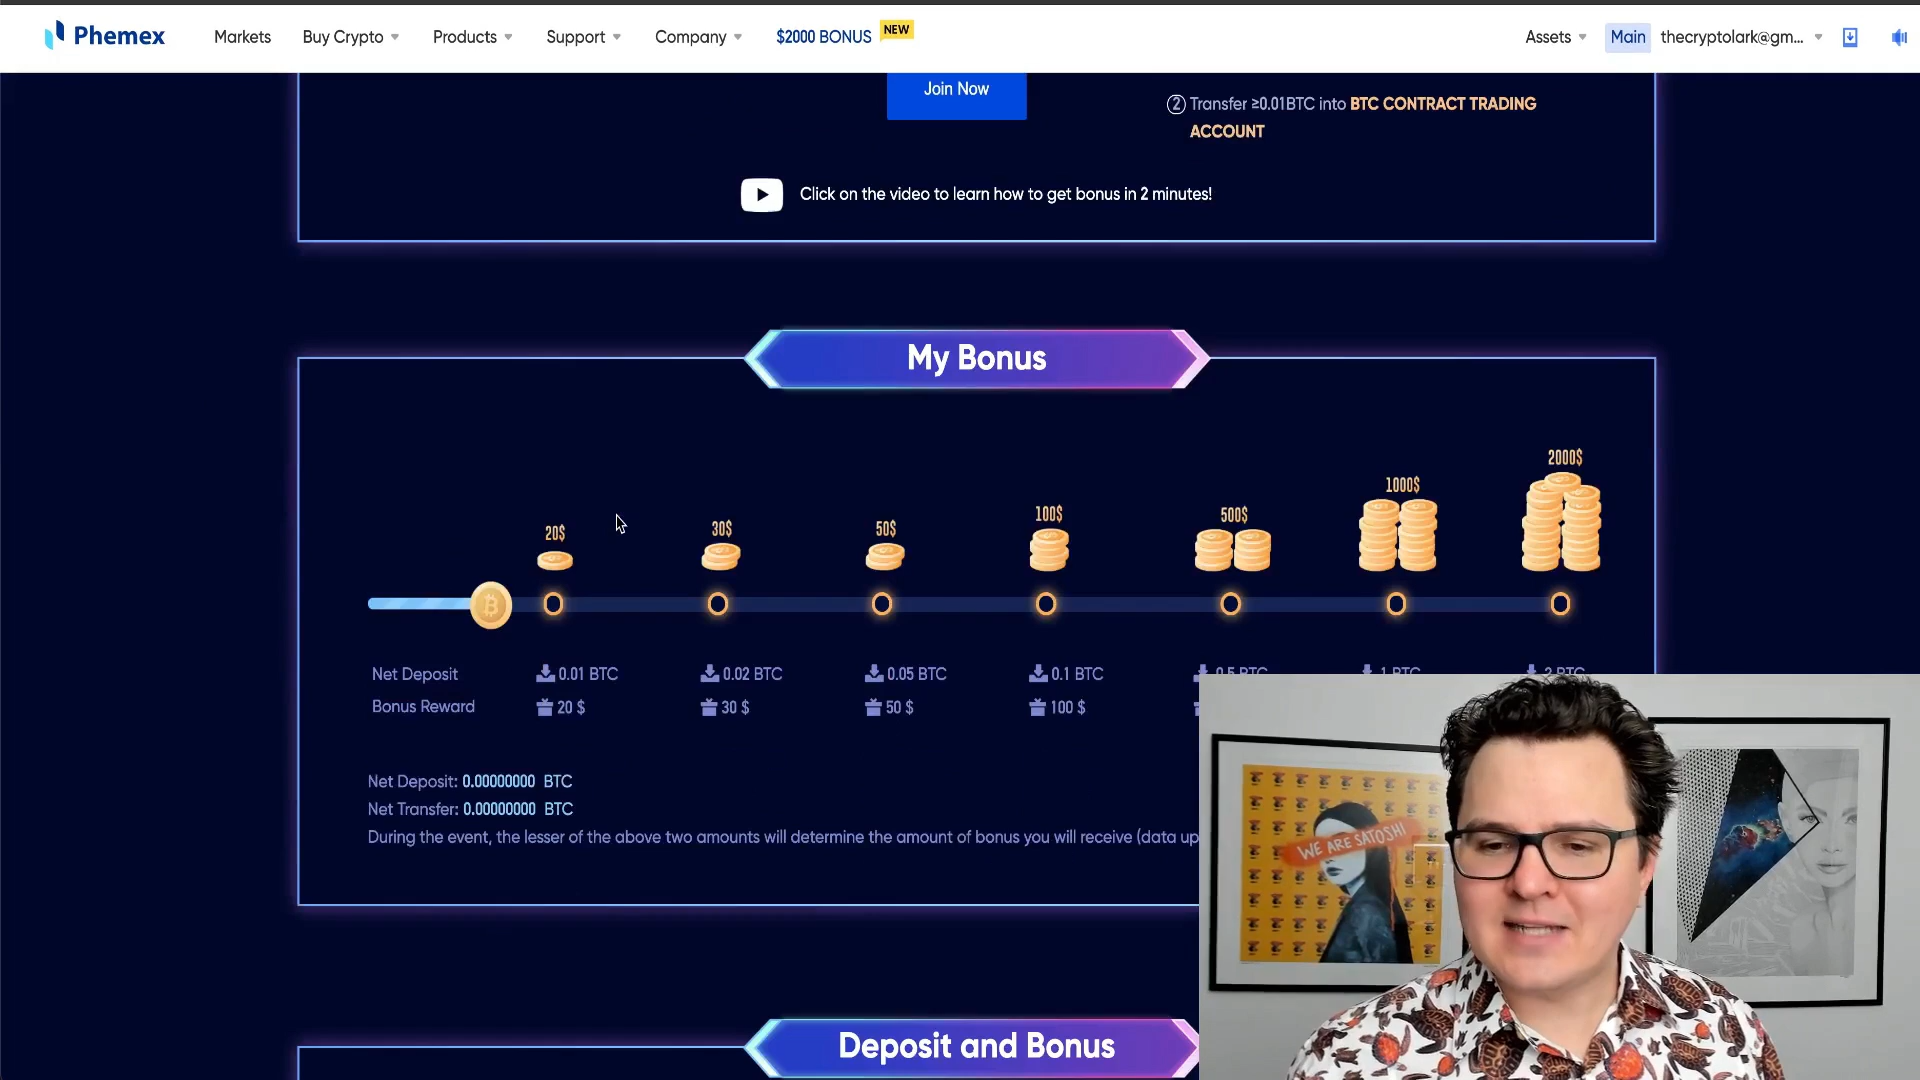 Phemex
Markets
Buy Crypto
Products
Support
Company
$2000 BONUS
NEW
Assets
Main
thecryptolark@gm...
Join Now
② Transfer ≥0.01BTC into BTC CONTRACT TRADING
ACCOUNT
Click on the video to learn how to get bonus in 2 minutes!
My Bonus
20$
30$
50$
100$
500$
1000$
2000$
Net Deposit
0.01 BTC
0.02 BTC
0.05 BTC
0.1 BTC
0.5 BTC
1 BTC
Bonus Reward
20 $
30 $
50 $
100 $
Net Deposit: 0.00000000 BTC
Net Transfer: 0.00000000 BTC
During the event, the lesser of the above two amounts will determine the amount of bonus you will receive (data up
WE ARE SATOSHI
Deposit and Bonus